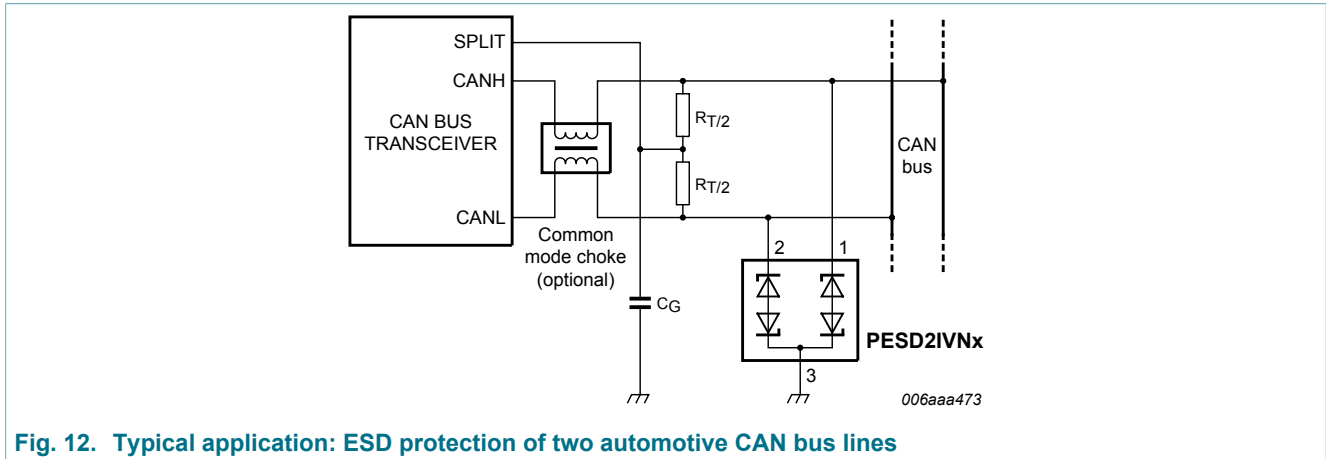 SPLIT
CANH
CAN BUS
TRANSCEIVER
CANL
Common
mode choke
(optional)
RT/2
RT/2
CG
CAN
bus
2
1
PESD2IVNx
3
006aaa473
Fig. 12. Typical application: ESD protection of two automotive CAN bus lines